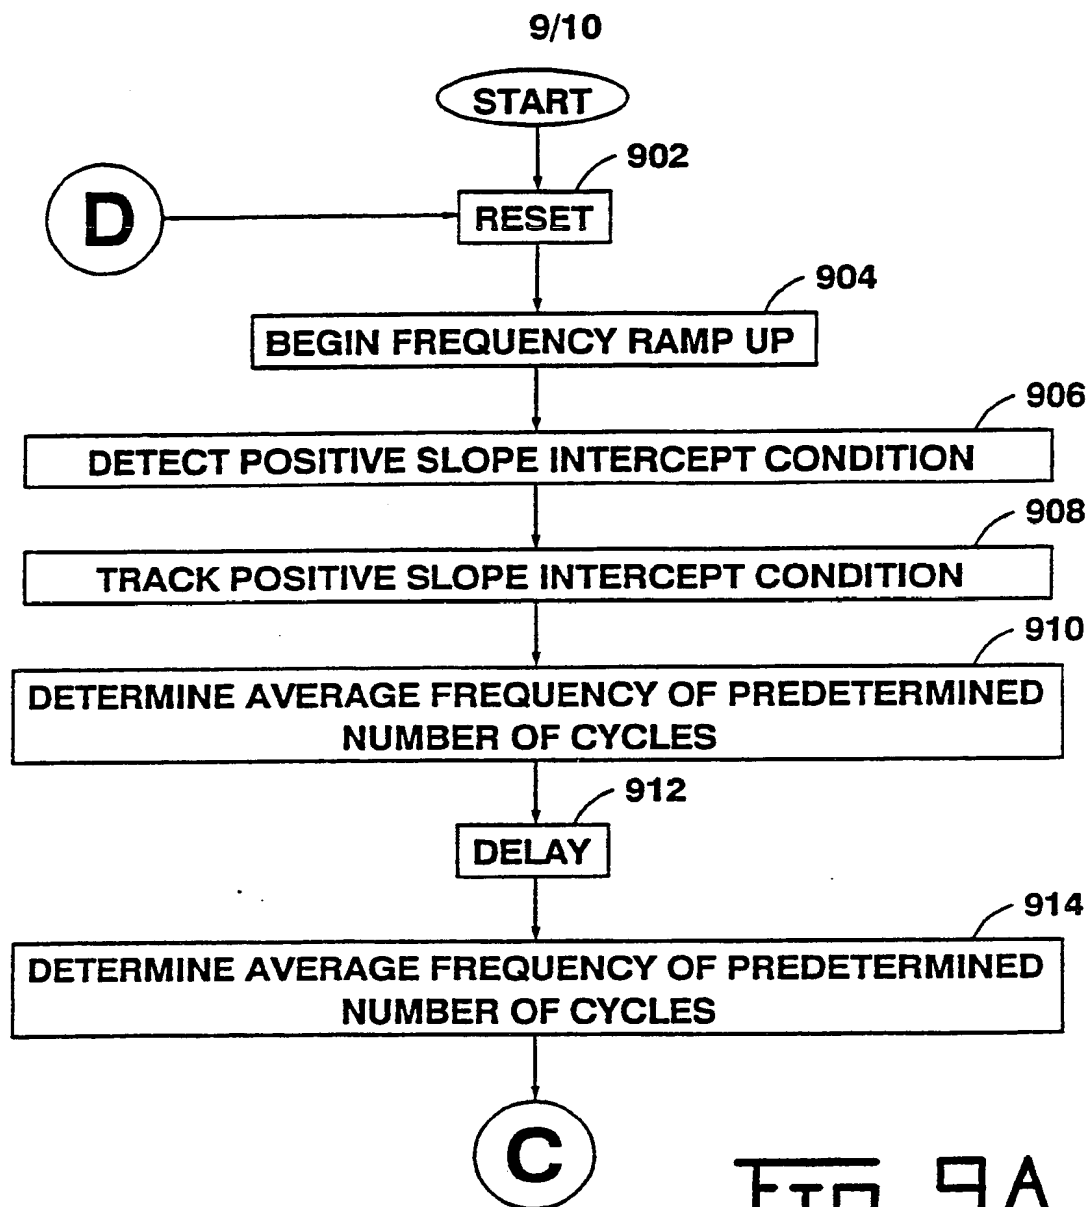 9/10
START
902
D
RESET
904
BEGIN FREQUENCY RAMP UP
906
DETECT POSITIVE SLOPE INTERCEPT CONDITION
908
TRACK POSITIVE SLOPE INTERCEPT CONDITION
910
DETERMINE AVERAGE FREQUENCY OF PREDETERMINED
NUMBER OF CYCLES
912
DELAY
914
DETERMINE AVERAGE FREQUENCY OF PREDETERMINED
NUMBER OF CYCLES
C
FIG 9A